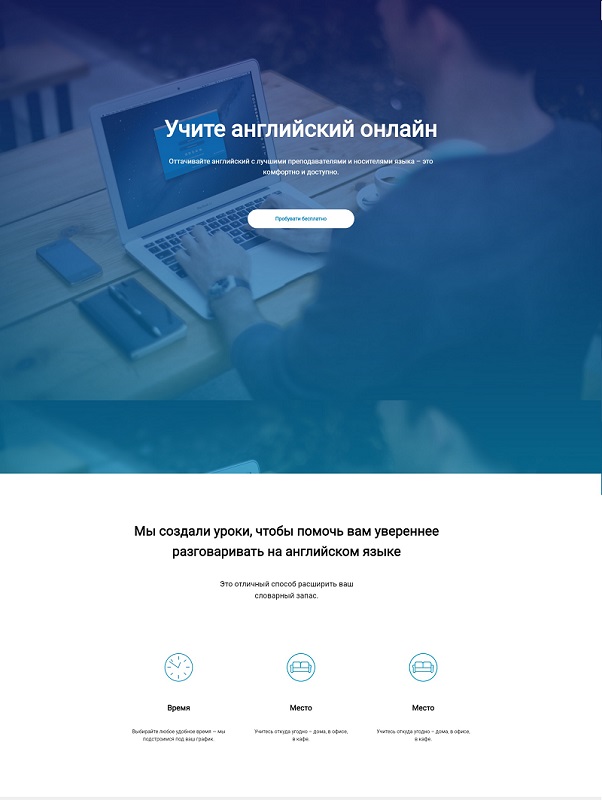 Учите английский онлайн
Оттачивайте английский с лучшими преподавателями и носителями языка – это
комфортно и доступно.
Пробувати бесплатно
Мы создали уроки, чтобы помочь вам увереннее
разговаривать на английском языке
Это отличный способ расширить ваш
словарный запас.
Время
Место
Место
Выбирайте любое удобное время – мы
подстроимся под ваш график.
Учитесь откуда угодно – дома, в офисе,
в кафе.
Учитесь откуда угодно – дома, в офисе,
в кафе.